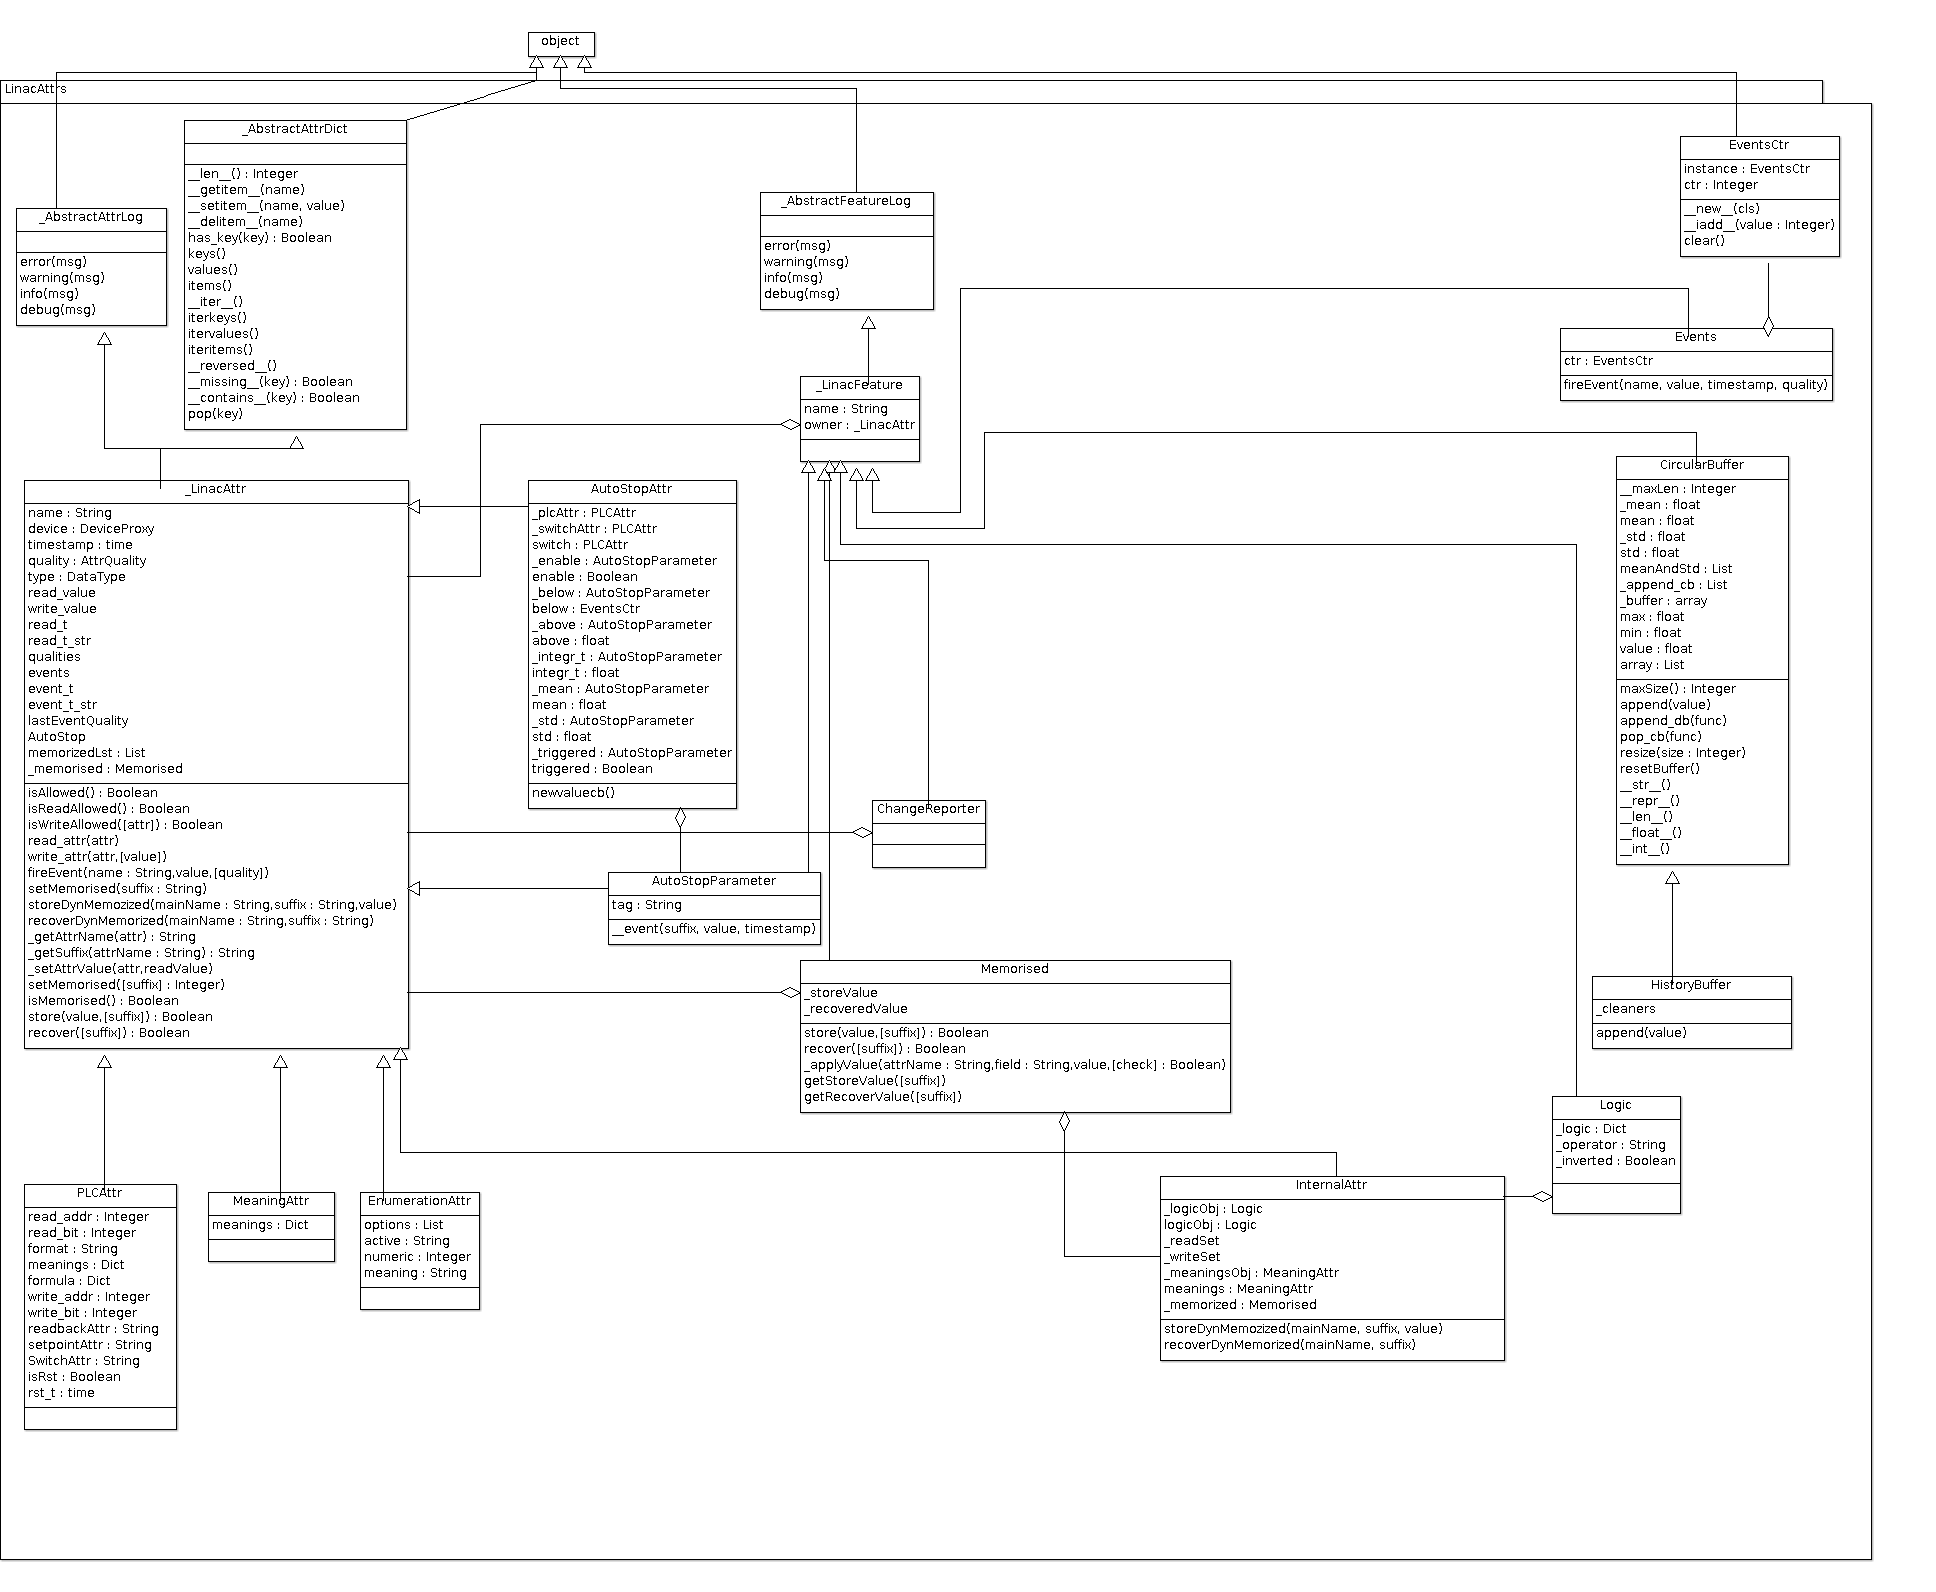 object
LinacAttrs
_AbstractAttrDict
__len__() : Integer
__getitem__(name)
__setitem__(name, value)
__delitem__(name)
has_key(key) : Boolean
keys()
values()
items()
__iter__()
iterkeys()
itervalues()
iteritems()
__reversed__()
__missing__(key) : Boolean
__contains__(key) : Boolean
pop(key)
_AbstractAttrLog
error(msg)
warning(msg)
info(msg)
debug(msg)
_AbstractFeatureLog
error(msg)
warning(msg)
info(msg)
debug(msg)
EventsCtr
instance : EventsCtr
ctr : Integer
__new__(cls)
__iadd__(value : Integer)
clear()
Events
ctr : EventsCtr
fireEvent(name, value, timestamp, quality)
_LinacFeature
name : String
owner : _LinacAttr
CircularBuffer
__maxLen : Integer
_mean : float
mean : float
_std : float
std : float
meanAndStd : List
_append_cb : List
_buffer : array
max : float
min : float
value : float
array : List
maxSize() : Integer
append(value)
append_db(func)
pop_cb(func)
resize(size : Integer)
resetBuffer()
__str__()
__repr__()
__len__()
__float__()
__int__()
_LinacAttr
name : String
device : DeviceProxy
timestamp : time
quality : AttrQuality
type : DataType
read_value
write_value
read_t
read_t_str
qualities
events
event_t
event_t_str
lastEventQuality
AutoStop
memorizedLst : List
_memorised : Memorised
isAllowed() : Boolean
isReadAllowed() : Boolean
isWriteAllowed([attr]) : Boolean
read_attr(attr)
write_attr(attr,[value])
fireEvent(name : String,value,[quality])
setMemorised(suffix : String)
storeDynMemozized(mainName : String,suffix : String,value)
recoverDynMemorized(mainName : String,suffix : String)
_getAttrName(attr) : String
_getSuffix(attrName : String) : String
_setAttrValue(attr,readValue)
setMemorised([suffix] : Integer)
isMemorised() : Boolean
store(value,[suffix]) : Boolean
recover([suffix]) : Boolean
AutoStopAttr
_plcAttr : PLCAttr
_switchAttr : PLCAttr
switch : PLCAttr
_enable : AutoStopParameter
enable : Boolean
_below : AutoStopParameter
below : EventsCtr
_above : AutoStopParameter
above : float
_integr_t : AutoStopParameter
integr_t : float
_mean : AutoStopParameter
mean : float
_std : AutoStopParameter
std : float
_triggered : AutoStopParameter
triggered : Boolean
newvaluecb()
ChangeReporter
AutoStopParameter
tag : String
__event(suffix, value, timestamp)
Memorised
_storeValue
_recoveredValue
store(value,[suffix]) : Boolean
recover([suffix]) : Boolean
_applyValue(attrName : String,field : String,value,[check] : Boolean)
getStoreValue([suffix])
getRecoverValue([suffix])
HistoryBuffer
_cleaners
append(value)
Logic
_logic : Dict
_operator : String
_inverted : Boolean
InternalAttr
_logicObj : Logic
logicObj : Logic
_readSet
_writeSet
_meaningsObj : MeaningAttr
meanings : MeaningAttr
_memorized : Memorised
storeDynMemozized(mainName, suffix, value)
recoverDynMemorized(mainName, suffix)
PLCAttr
read_addr : Integer
read_bit : Integer
format : String
meanings : Dict
formula : Dict
write_addr : Integer
write_bit : Integer
readbackAttr : String
setpointAttr : String
SwitchAttr : String
isRst : Boolean
rst_t : time
MeaningAttr
meanings : Dict
EnumerationAttr
options : List
active : String
numeric : Integer
meaning : String